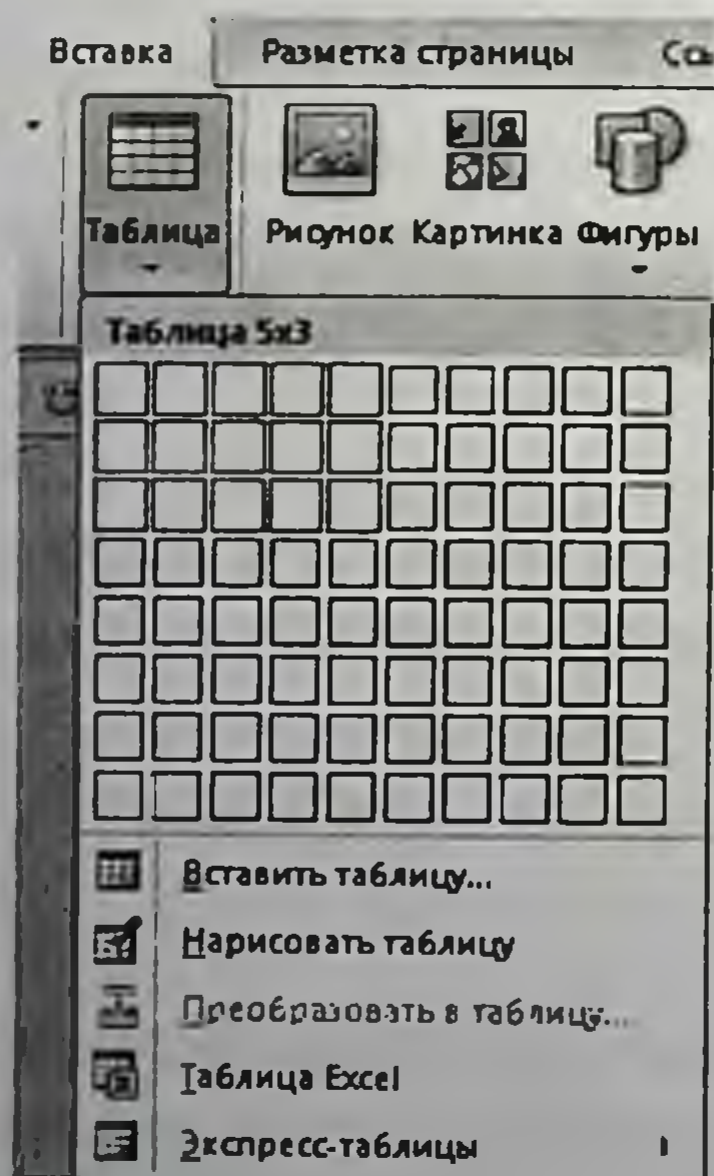 Вставка Разметка страницы
Таблица Рисунок Картинка Фигуры
Таблица 5x3
Вставить таблицу...
Нарисовать таблицу
Преобразовать в таблицу...
Таблица Excel
Экспресс-таблицы